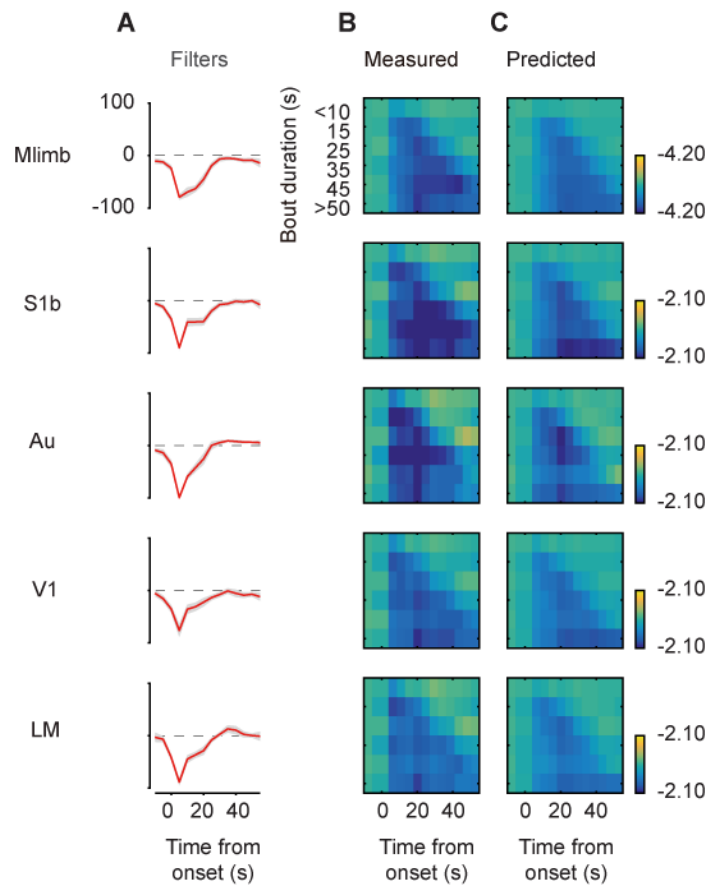 A
B
C
Filters
Measured
Predicted
Mlimb
100
0
-100
Bout duration (s)
<10
15
25
35
45
>50
-4.20
-4.20
S1b
-2.10
-2.10
Au
-2.10
-2.10
V1
-2.10
-2.10
LM
-2.10
-2.10
0 20 40
0 20 40
0 20 40
Time from
onset (s)
Time from
onset (s)
Time from
onset (s)